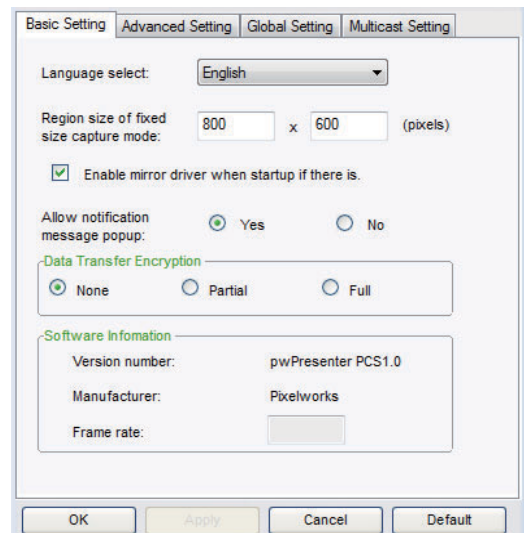 Basic Setting Advanced Setting Global Setting Multicast Setting
Language select: English
Region size of fixed
size capture mode: 800 x 600 (pixels)
Enable mirror driver when startup if there is.
Allow notification
message popup: Yes No
Data Transfer Encryption
None Partial Full
Software Infomation
Version number: pwPresenter PCS1.0
Manufacturer: Pixelworks
Frame rate:
OK Apply Cancel Default